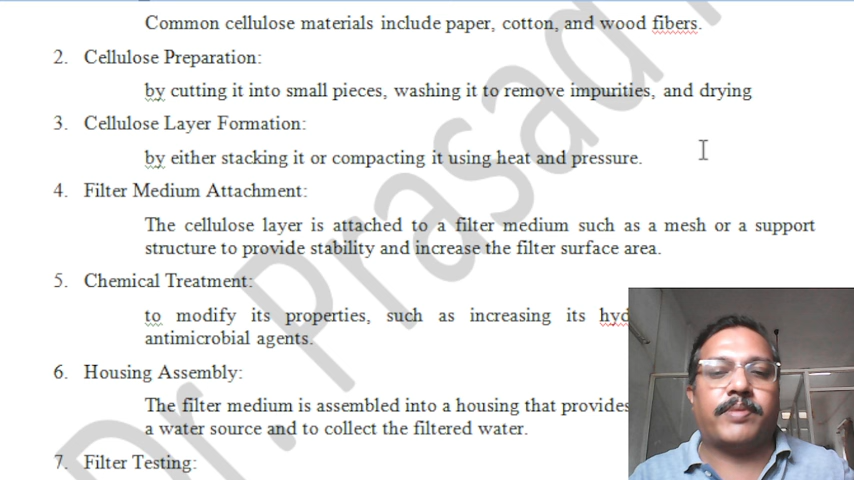 Common cellulose materials include paper, cotton, and wood fibers.
2. Cellulose Preparation:
by cutting it into small pieces, washing it to remove impurities, and drying
3. Cellulose Layer Formation:
by either stacking it or compacting it using heat and pressure.
4. Filter Medium Attachment:
The cellulose layer is attached to a filter medium such as a mesh or a support
structure to provide stability and increase the filter surface area.
5. Chemical Treatment:
to modify its properties, such as increasing its hyd
antimicrobial agents.
6. Housing Assembly:
The filter medium is assembled into a housing that provides
a water source and to collect the filtered water.
7. Filter Testing:
Dr. Prasad